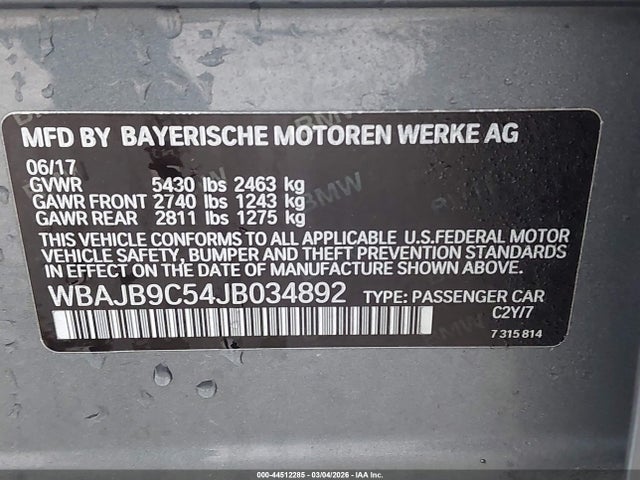 MFD BY BAYERISCHE MOTOREN WERKE AG
06/17
GVWR 5430 lbs 2463 kg
GAWR FRONT 2740 lbs 1243 kg
GAWR REAR 2811 lbs 1275 kg
THIS VEHICLE CONFORMS TO ALL APPLICABLE U.S.FEDERAL MOTOR
VEHICLE SAFETY, BUMPER AND THEFT PREVENTION STANDARDS
IN EFFECT ON THE DATE OF MANUFACTURE SHOWN ABOVE.
WBAJB9C54JB034892 TYPE: PASSENGER CAR
C2Y/7
7 315 814
BMW
000-44512285 - 03/04/2026 - IAA Inc.